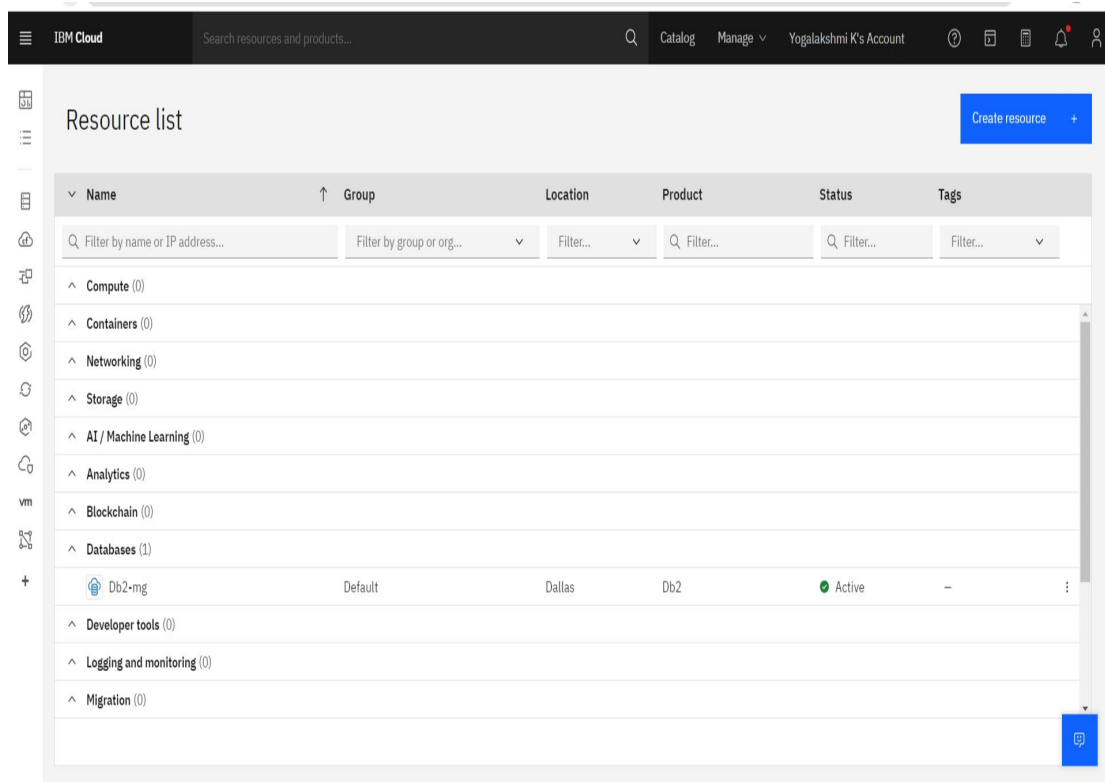 IBM Cloud Search resources and products... Catalog Manage Yogalakshmi K's Account
Resource list
Create resource +
Name Group Location Product Status Tags
Filter by name or IP address... Filter by group or org... Filter... Filter... Filter... Filter...
Compute (0)
Containers (0)
Networking (0)
Storage (0)
AI / Machine Learning (0)
Analytics (0)
vm
Blockchain (0)
Databases (1)
Db2-mg Default Dallas Db2 Active –
Developer tools (0)
Logging and monitoring (0)
Migration (0)